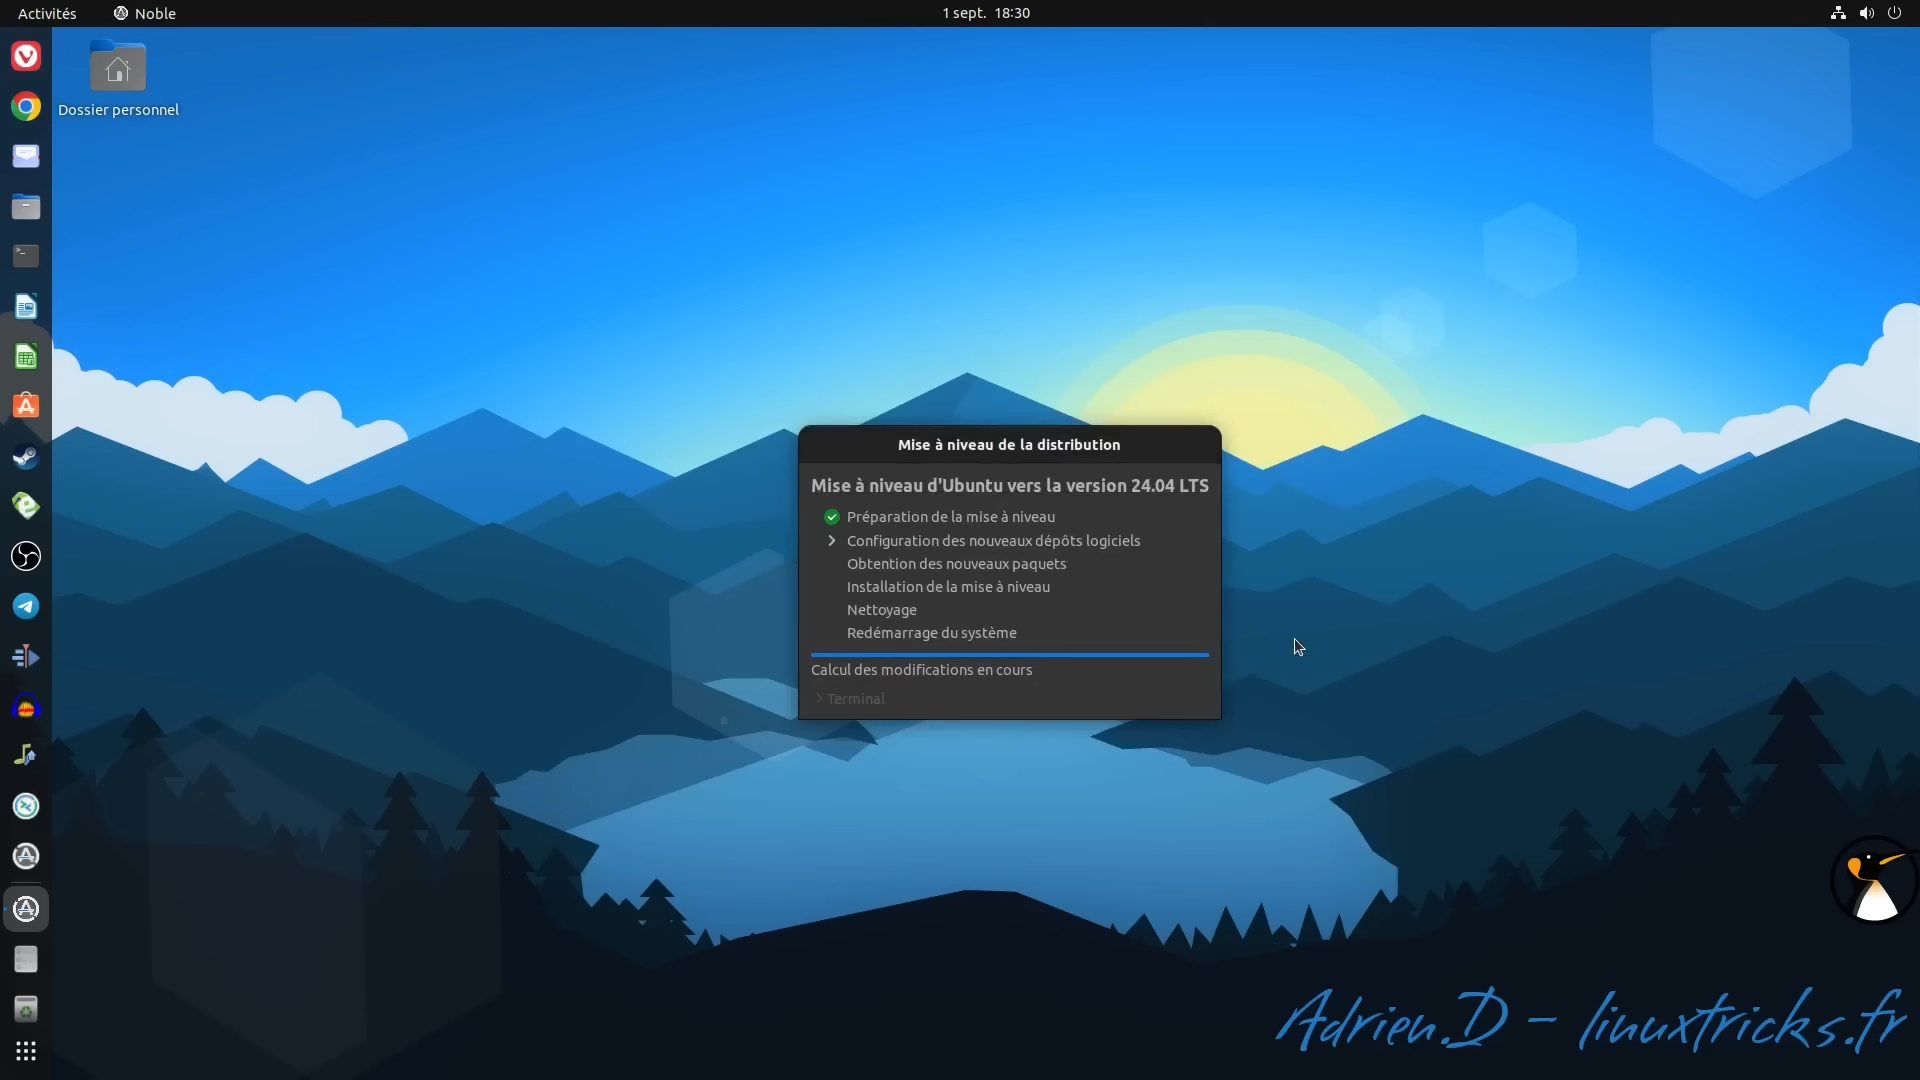 Activités Noble 1 sept. 18:30
Dossier personnel
Mise à niveau de la distribution
Mise à niveau d'Ubuntu vers la version 24.04 LTS
Préparation de la mise à niveau
Configuration des nouveaux dépôts logiciels
Obtention des nouveaux paquets
Installation de la mise à niveau
Nettoyage
Redémarrage du système
Calcul des modifications en cours
Terminal
Adrien.D - linuxtricks.fr